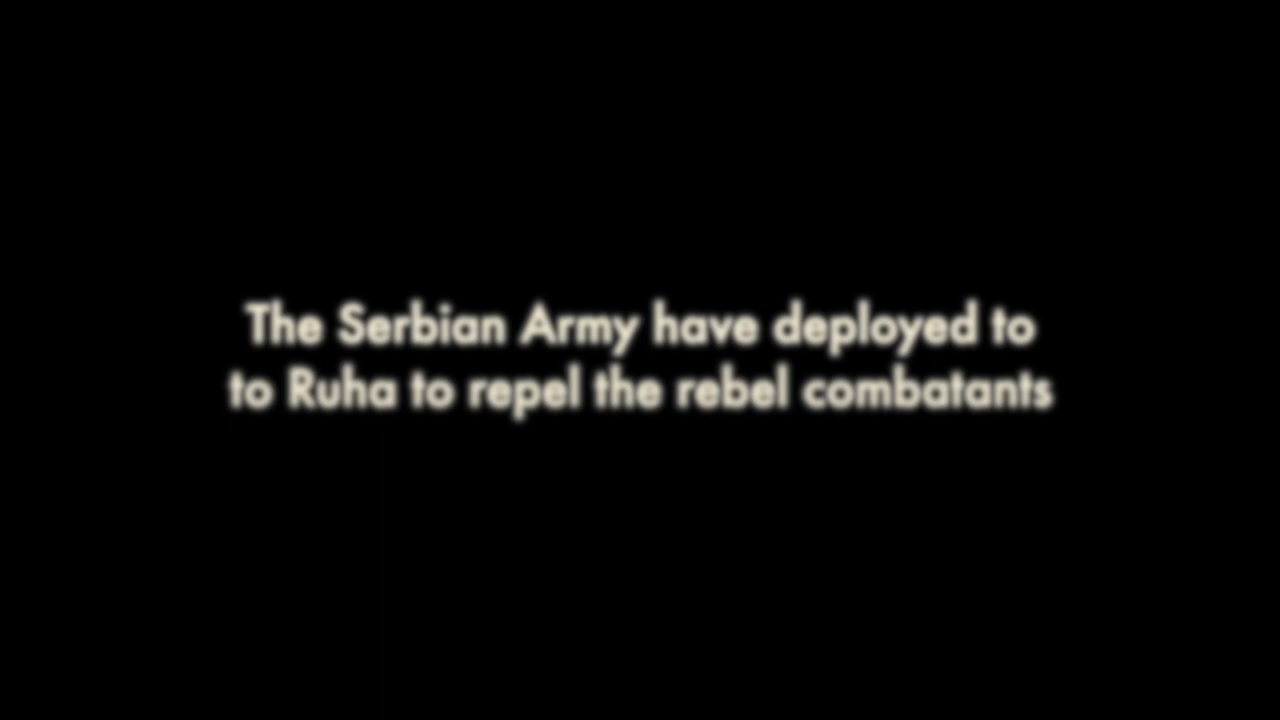 The Serbian Army have deployed to
to Ruha to repel the rebel combatants